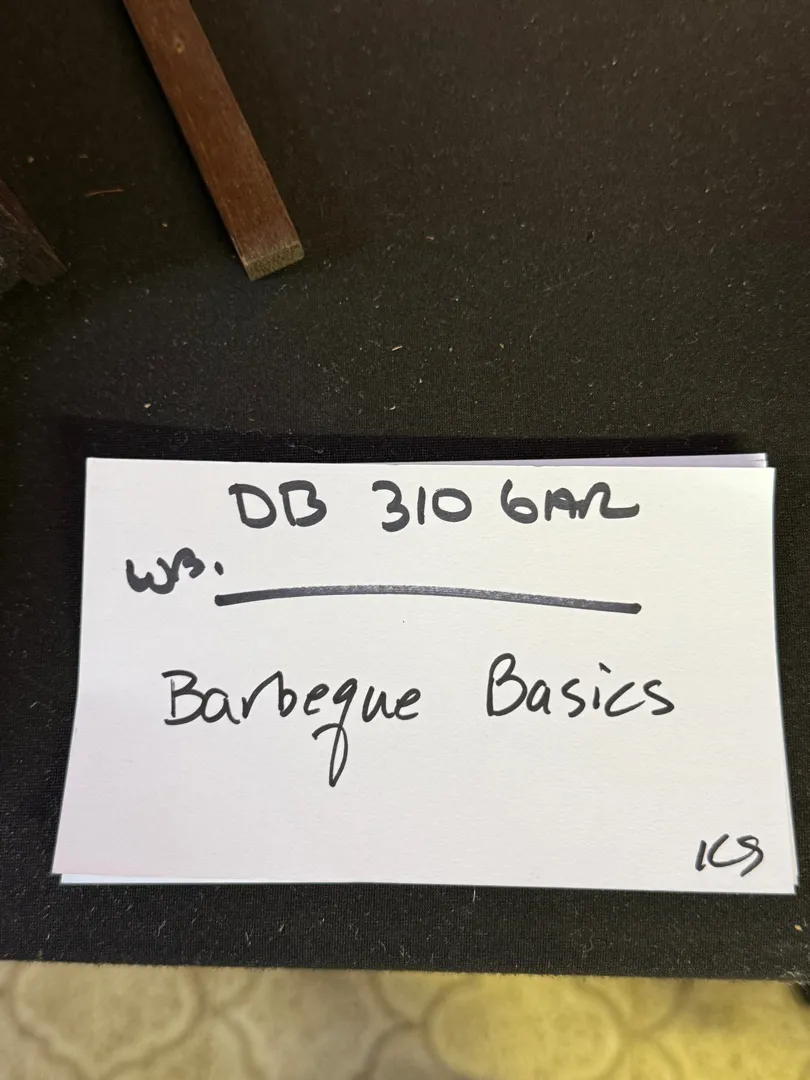 DB 310 GAR
WB.
Barbeque Basics
KS